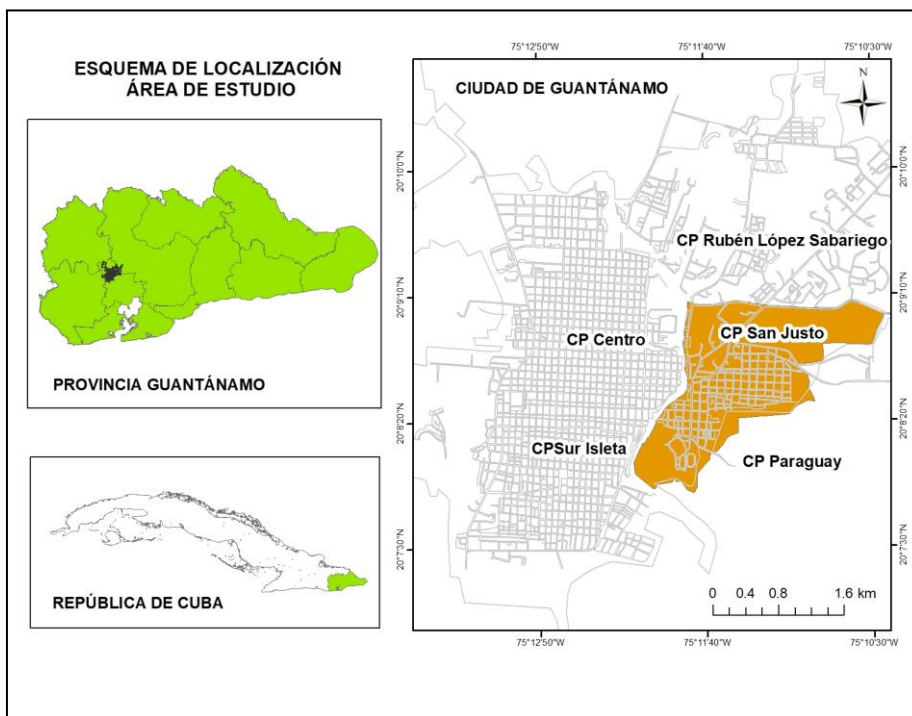 ESQUEMA DE LOCALIZACIÓN
ÁREA DE ESTUDIO
PROVINCIA GUANTÁNAMO
REPÚBLICA DE CUBA
75°12'50"W
75°11'40"W
75°10'30"W
CIUDAD DE GUANTÁNAMO
N
20°10'0"N
20°10'0"N
CP Rubén López Sabariego
20°9'10"N
20°9'10"N
CP San Justo
CP Centro
20°8'20"N
20°8'20"N
CPSur Isleta
CP Paraguay
20°7'30"N
20°7'30"N
0 0.4 0.8 1.6 km
75°12'50"W
75°11'40"W
75°10'30"W